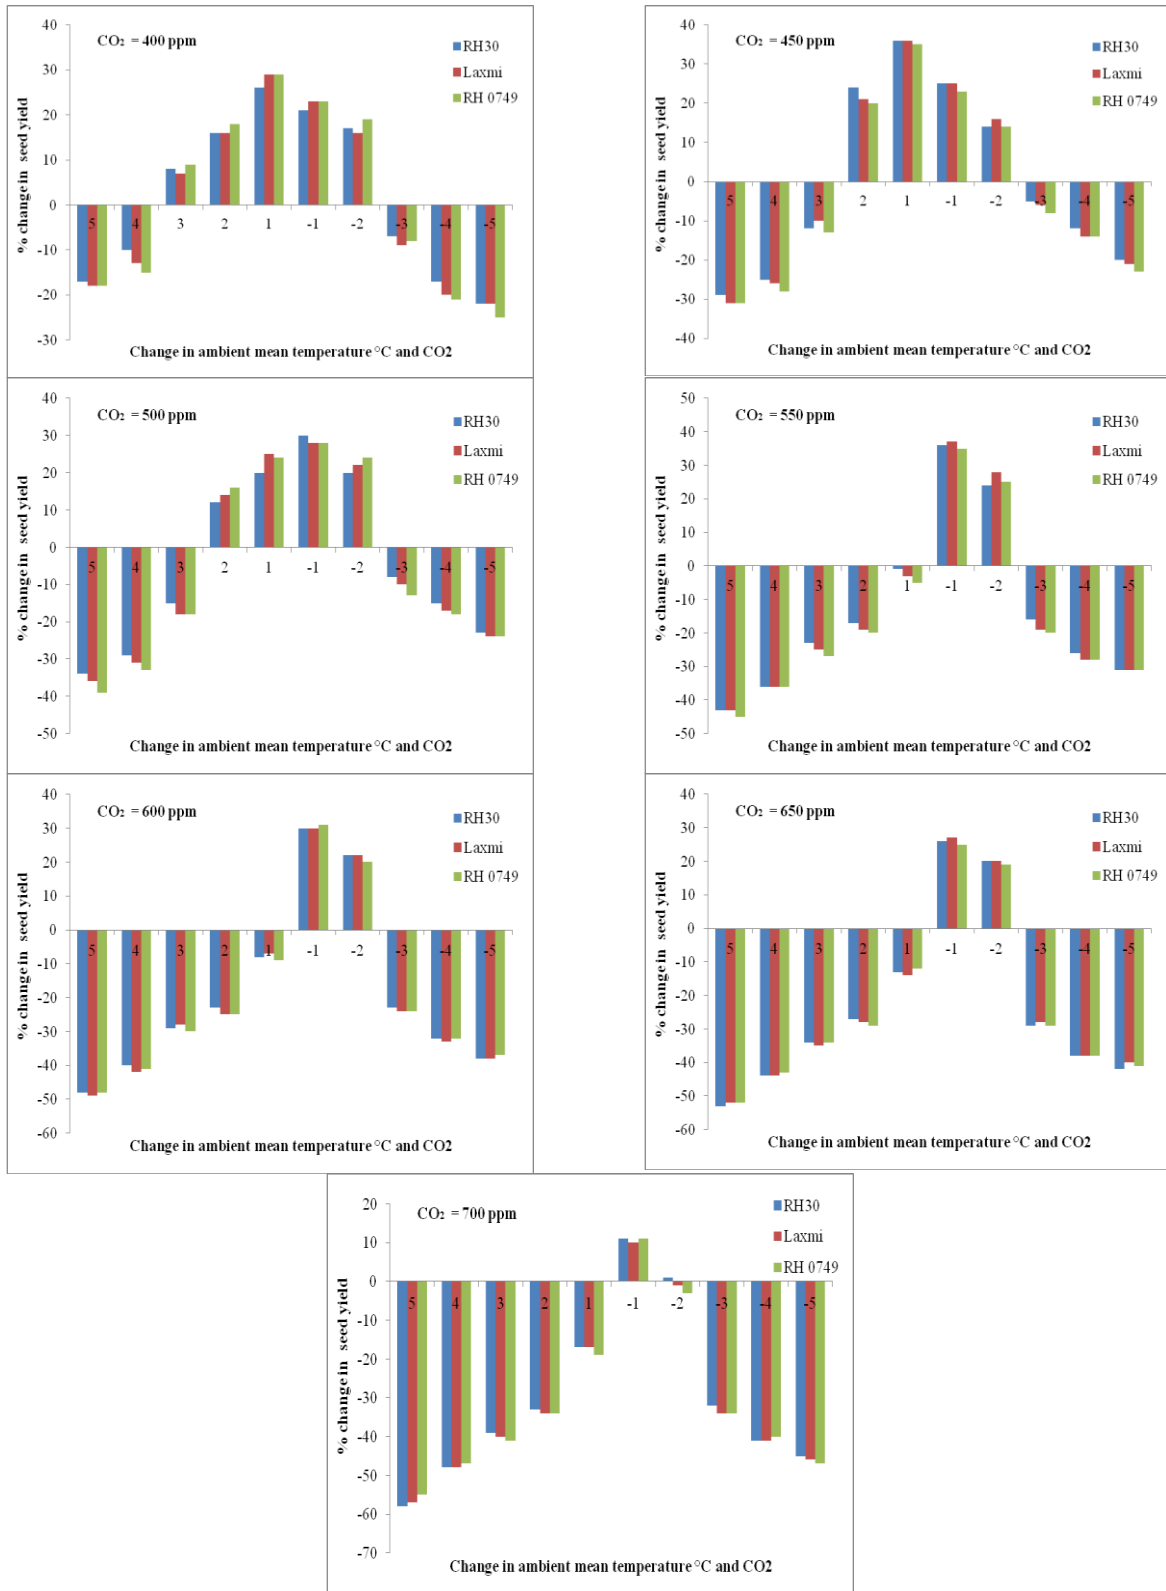 CO₂ = 400 ppm
RH30
Laxmi
RH 0749
% change in seed yield
40
30
20
10
0
-10
-20
-30
5 4 3 2 1 -1 -2 -3 -4 -5
Change in ambient mean temperature °C and CO2
CO₂ = 450 ppm
RH30
Laxmi
RH 0749
% change in seed yield
40
30
20
10
0
-10
-20
-30
-40
5 4 3 2 1 -1 -2 -3 -4 -5
Change in ambient mean temperature °C and CO2
CO₂ = 500 ppm
RH30
Laxmi
RH 0749
% change in seed yield
40
30
20
10
0
-10
-20
-30
-40
-50
5 4 3 2 1 -1 -2 -3 -4 -5
Change in ambient mean temperature °C and CO2
CO₂ = 550 ppm
RH30
Laxmi
RH 0749
% change in seed yield
50
40
30
20
10
0
-10
-20
-30
-40
-50
5 4 3 2 1 -1 -2 -3 -4 -5
Change in ambient mean temperature °C and CO2
CO₂ = 600 ppm
RH30
Laxmi
RH 0749
% change in seed yield
40
30
20
10
0
-10
-20
-30
-40
-50
-60
5 4 3 2 1 -1 -2 -3 -4 -5
Change in ambient mean temperature °C and CO2
CO₂ = 650 ppm
RH30
Laxmi
RH 0749
% change in seed yield
40
30
20
10
0
-10
-20
-30
-40
-50
-60
5 4 3 2 1 -1 -2 -3 -4 -5
Change in ambient mean temperature °C and CO2
CO₂ = 700 ppm
RH30
Laxmi
RH 0749
% change in seed yield
20
10
0
-10
-20
-30
-40
-50
-60
-70
5 4 3 2 1 -1 -2 -3 -4 -5
Change in ambient mean temperature °C and CO2